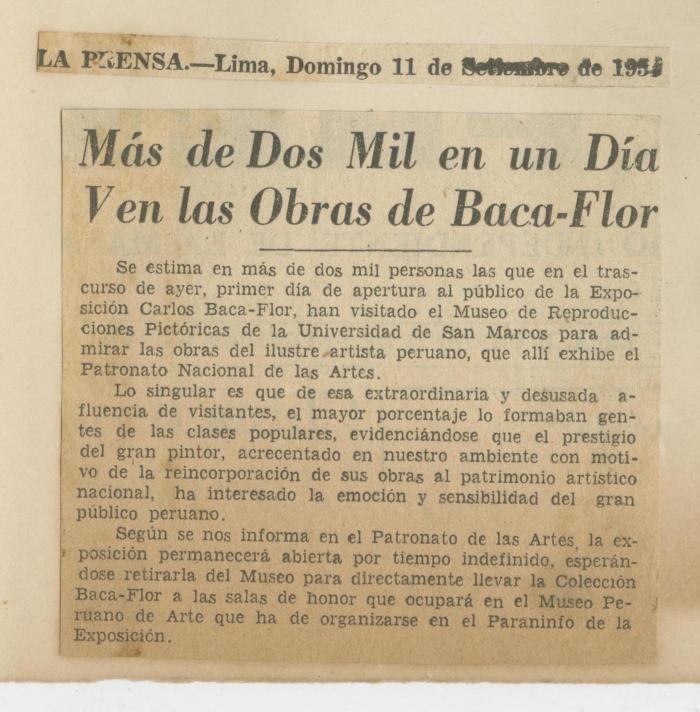 LA PRENSA.—Lima, Domingo 11 de Setiembre de 195
Más de Dos Mil en un Día
Ven las Obras de Baca-Flor
Se estima en más de dos mil personas las que en el tras-
curso de ayer, primer día de apertura al público de la Expo-
sición Carlos Baca-Flor, han visitado el Museo de Reproduc-
ciones Pictóricas de la Universidad de San Marcos para ad-
mirar las obras del ilustre artista peruano, que allí exhibe el
Patronato Nacional de las Artes.
Lo singular es que de esa extraordinaria y desusada a-
fluencia de visitantes, el mayor porcentaje lo formaban gen-
tes de las clases populares, evidenciándose que el prestigio
del gran pintor, acrecentado en nuestro ambiente con moti-
vo de la reincorporación de sus obras al patrimonio artístico
nacional, ha interesado la emoción y sensibilidad del gran
público peruano.
Según se nos informa en el Patronato de las Artes, la ex-
posición permanecerá abierta por tiempo indefinido, esperán-
dose retirarla del Museo para directamente llevar la Colección
Baca-Flor a las salas de honor que ocupará en el Museo Pe-
ruano de Arte que ha de organizarse en el Paraninfo de la
Exposición.